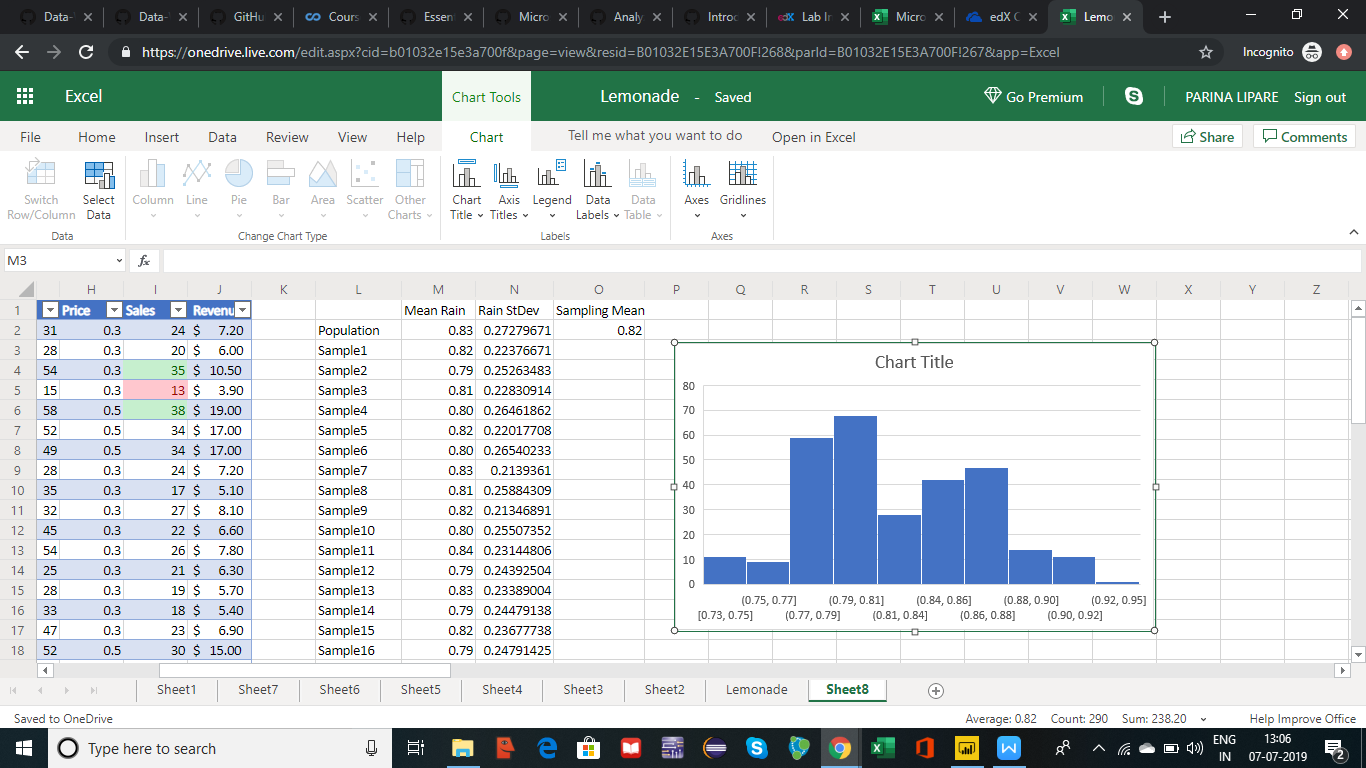 Data- Data- GitHu Cours Essen Micro Analy Introc edX Lab In Micro edX C Lemo
https://onedrive.live.com/edit.aspx?cid=b01032e15e3a700f&page=view&resid=B01032E15E3A700F!268&parId=B01032E15E3A700F!267&app=Excel Incognito
Excel Chart Tools Lemonade - Saved Go Premium PARINA LIPARE Sign out
File Home Insert Data Review View Help Chart Tell me what you want to do Open in Excel Share Comments
Switch Select Column Line Pie Bar Area Scatter Other Chart Axis Legend Data Data Axes Gridlines
Row/Column Data Charts Title Titles Labels Table
Data Change Chart Type Labels Axes
M3 fx
H I J K L M N O P Q R S T U V W X Y Z
1 Price Sales Revenu Mean Rain Rain StDev Sampling Mean
2 31 0.3 24 $ 7.20 Population 0.83 0.27279671 0.82
3 28 0.3 20 $ 6.00 Sample1 0.82 0.22376671
4 54 0.3 35 $ 10.50 Sample2 0.79 0.25263483
5 15 0.3 13 $ 3.90 Sample3 0.81 0.22830914
6 58 0.5 38 $ 19.00 Sample4 0.80 0.26461862
7 52 0.5 34 $ 17.00 Sample5 0.82 0.22017708
8 49 0.5 34 $ 17.00 Sample6 0.80 0.26540233
9 28 0.3 24 $ 7.20 Sample7 0.83 0.2139361
10 35 0.3 17 $ 5.10 Sample8 0.81 0.25884309
11 32 0.3 27 $ 8.10 Sample9 0.82 0.21346891
12 45 0.3 22 $ 6.60 Sample10 0.80 0.25507352
13 54 0.3 26 $ 7.80 Sample11 0.84 0.23144806
14 25 0.3 21 $ 6.30 Sample12 0.79 0.24392504
15 28 0.3 19 $ 5.70 Sample13 0.83 0.23389004
16 33 0.3 18 $ 5.40 Sample14 0.79 0.24479138
17 47 0.3 23 $ 6.90 Sample15 0.82 0.23677738
18 52 0.5 30 $ 15.00 Sample16 0.79 0.24791425
Chart Title
80
70
60
50
40
30
20
10
0
(0.75, 0.77] (0.79, 0.81] (0.84, 0.86] (0.88, 0.90] (0.92, 0.95]
[0.73, 0.75] (0.77, 0.79] (0.81, 0.84] (0.86, 0.88] (0.90, 0.92]
Sheet1 Sheet7 Sheet6 Sheet5 Sheet4 Sheet3 Sheet2 Lemonade Sheet8
Saved to OneDrive Average: 0.82 Count: 290 Sum: 238.20 Help Improve Office
Type here to search ENG 13:06
IN 07-07-2019 2